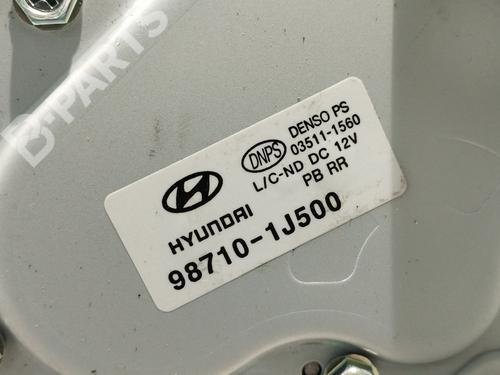 B-PARTS
DNPS
DENSO PS
03511-1560
L/C-ND DC 12V
PB RR
HYUNDAI
98710-1J500